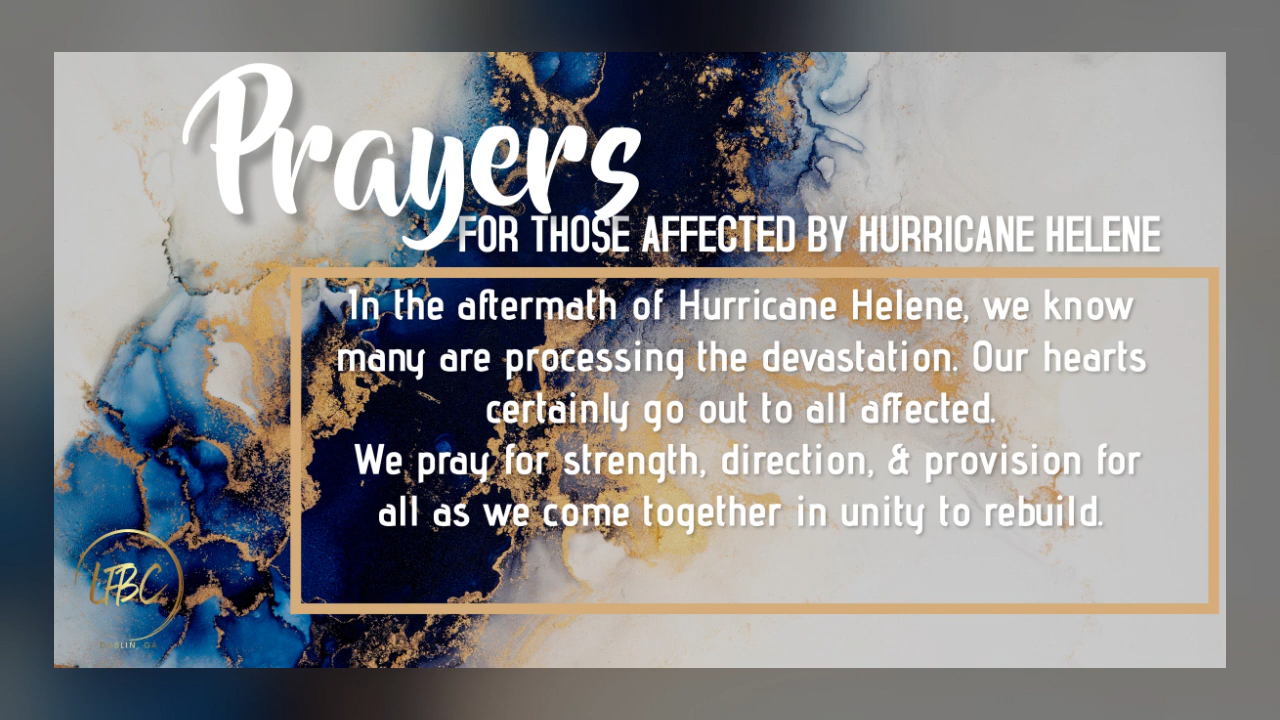 Prayers
FOR THOSE AFFECTED BY HURRICANE HELENE
In the aftermath of Hurricane Helene, we know
many are processing the devastation. Our hearts
certainly go out to all affected.
We pray for strength, direction, & provision for
all as we come together in unity to rebuild.
LFBC
DUBLIN, GA